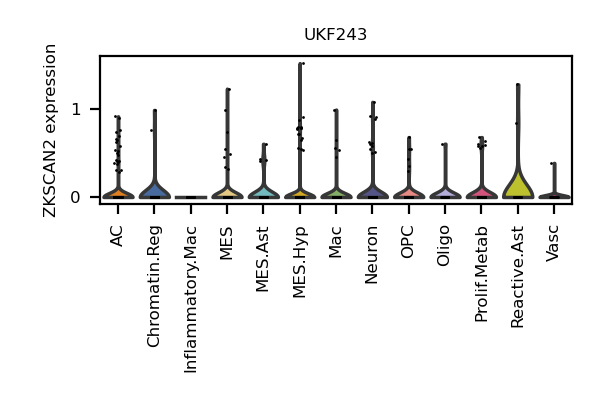 UKF243
ZKSCAN2 expression
1
0
AC
Chromatin.Reg
Inflammatory.Mac
MES
MES.Ast
MES.Hyp
Mac
Neuron
OPC
Oligo
Prolif.Metab
Reactive.Ast
Vasc